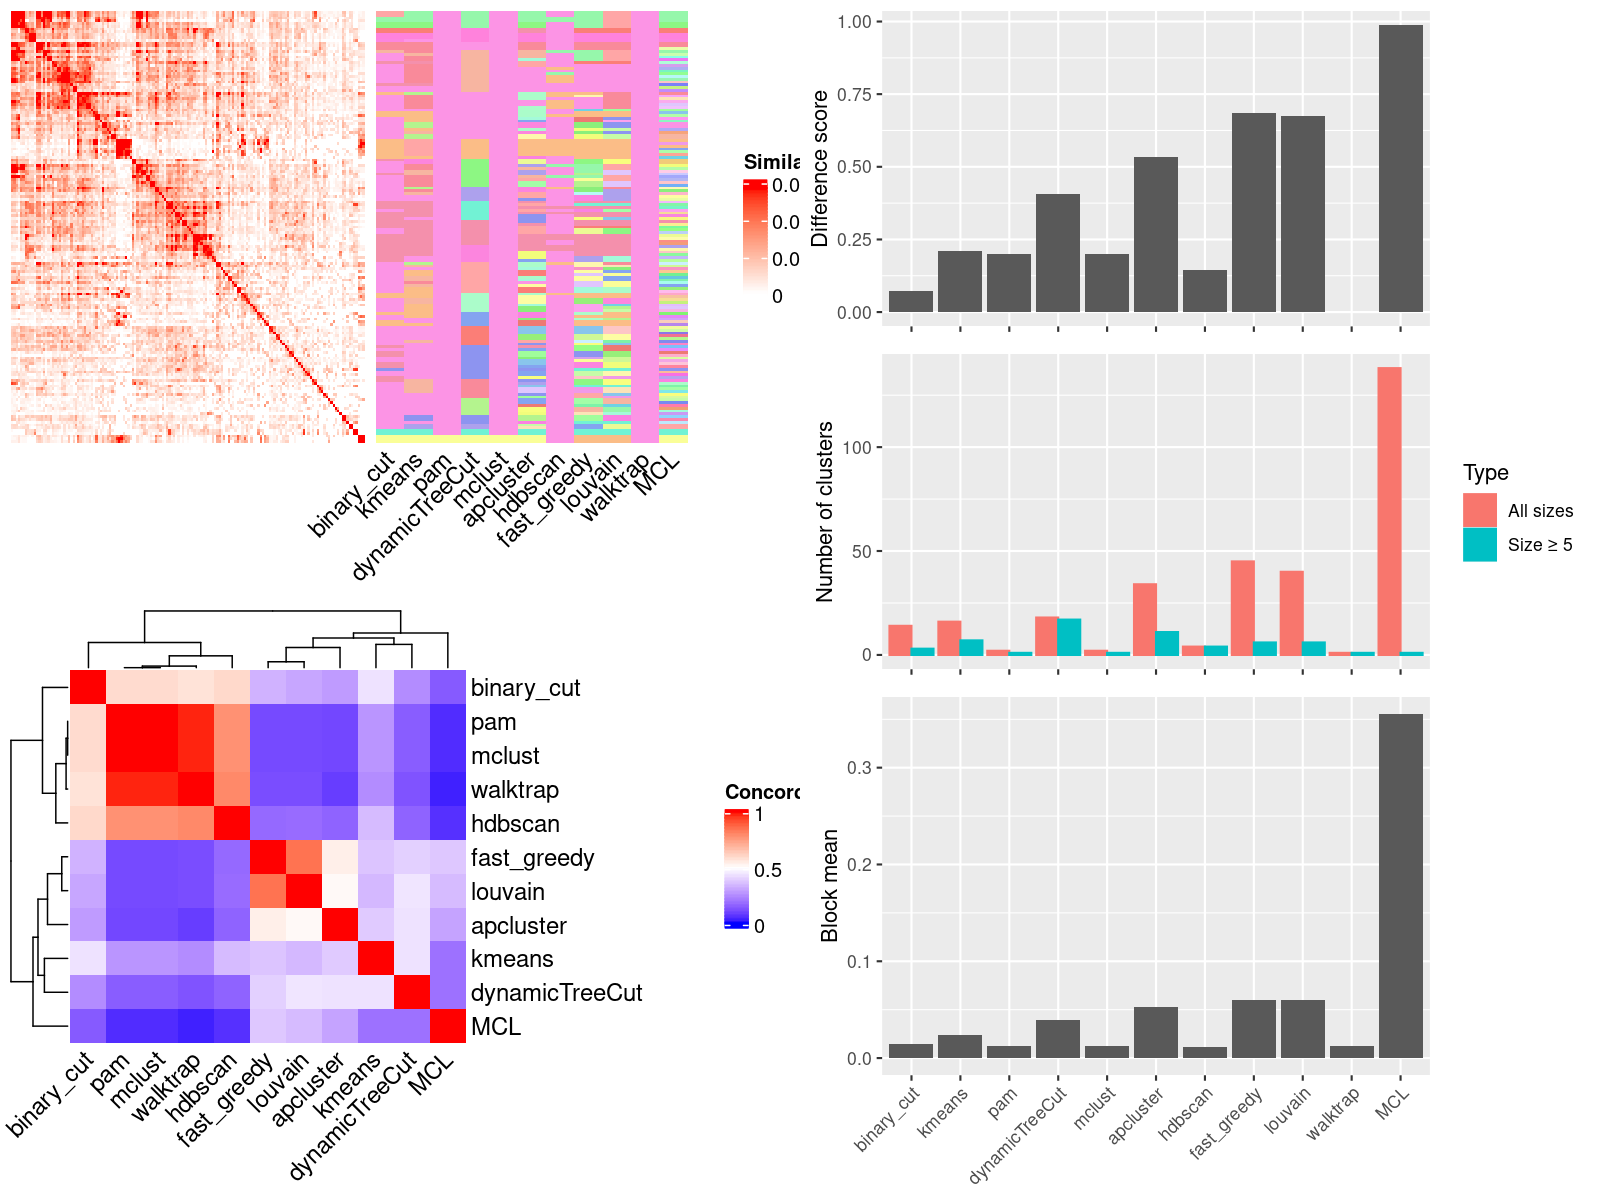 Simila
0.0
0.0
0.0
0
binary_cut
kmeans
pam
dynamicTreeCut
mclust
apcluster
hdbscan
fast_greedy
louvain
walktrap
MCL
binary_cut
pam
mclust
walktrap
hdbscan
fast_greedy
louvain
apcluster
kmeans
dynamicTreeCut
MCL
Concord
1
0.5
0
binary_cut
pam
mclust
walktrap
hdbscan
fast_greedy
louvain
apcluster
kmeans
dynamicTreeCut
MCL
Difference score
1.00
0.75
0.50
0.25
0.00
Number of clusters
100
50
0
Type
All sizes
Size ≥ 5
Block mean
0.3
0.2
0.1
0.0
binary_cut
kmeans
pam
dynamicTreeCut
mclust
apcluster
hdbscan
fast_greedy
louvain
walktrap
MCL